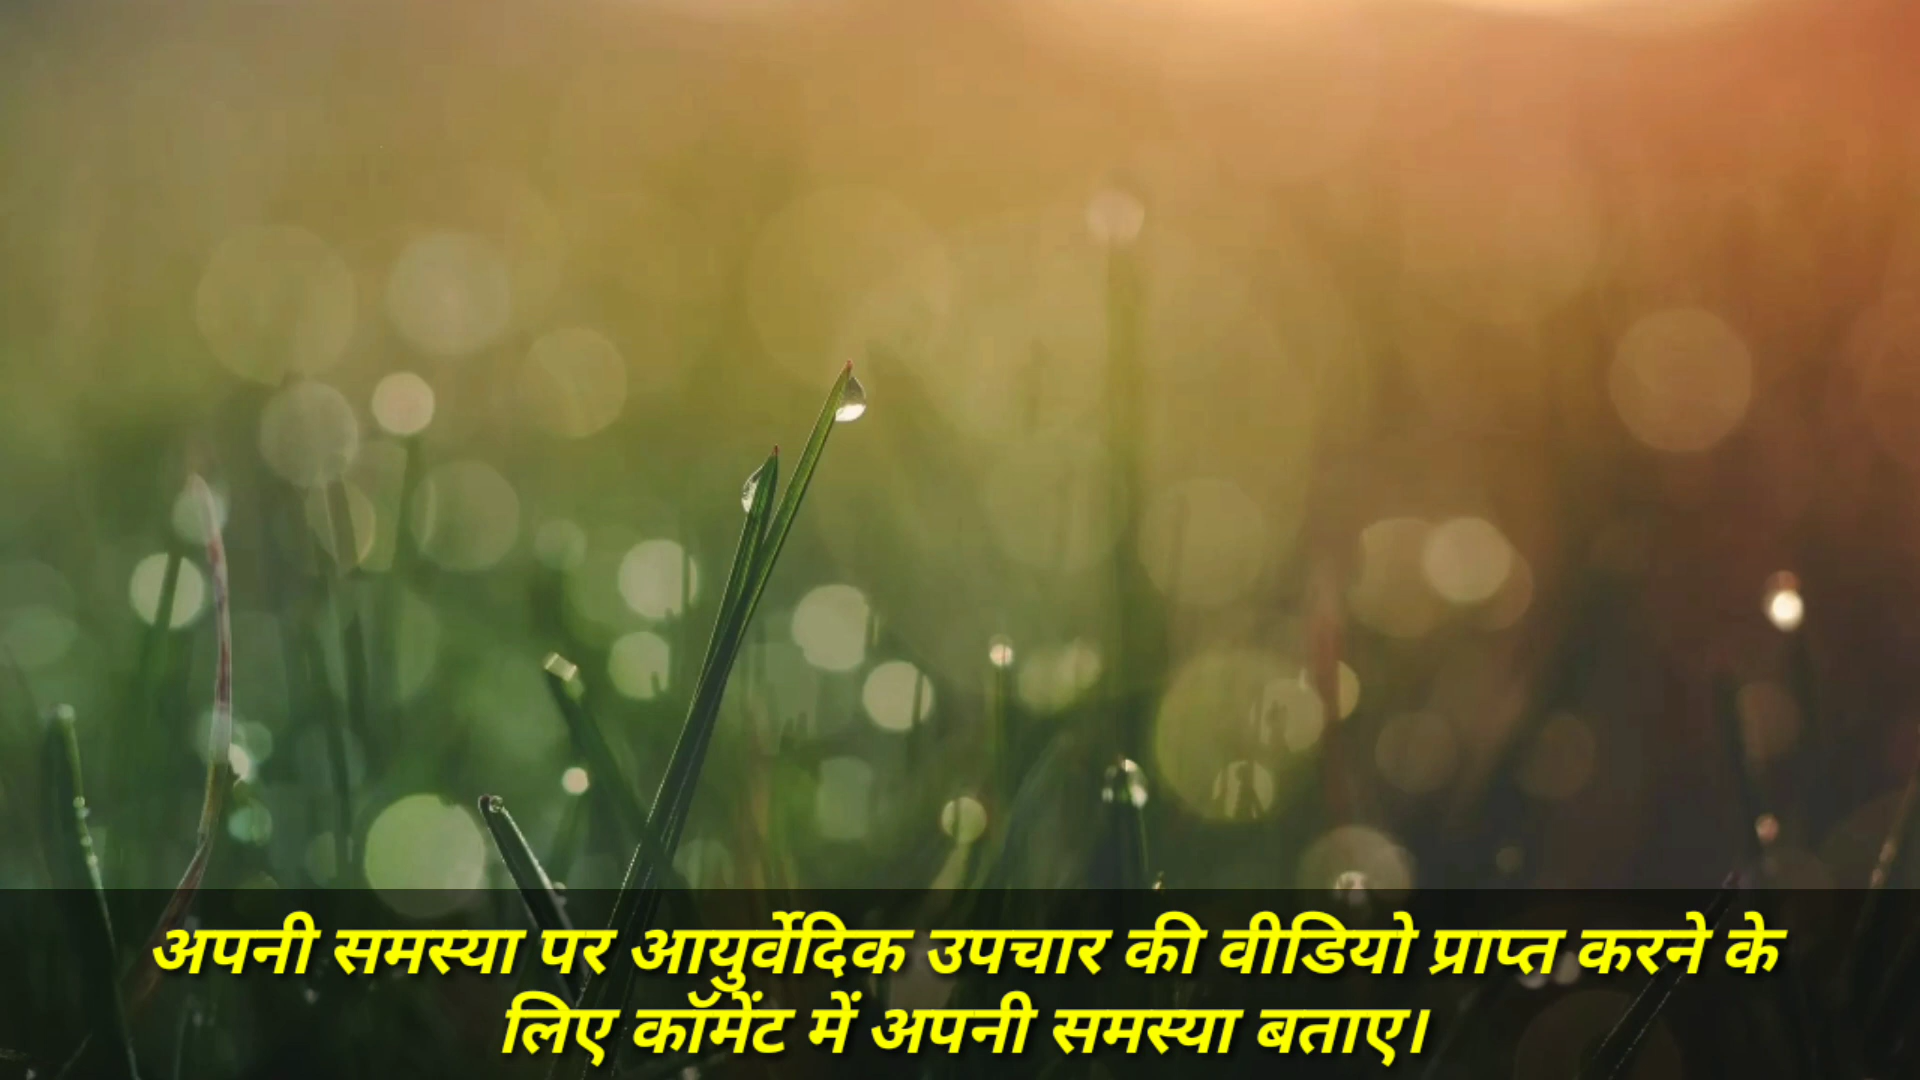 अपनी समस्या पर आयुर्वेदिक उपचार की वीडियो प्राप्त करने के
लिए कॉमेंट में अपनी समस्या बताए।